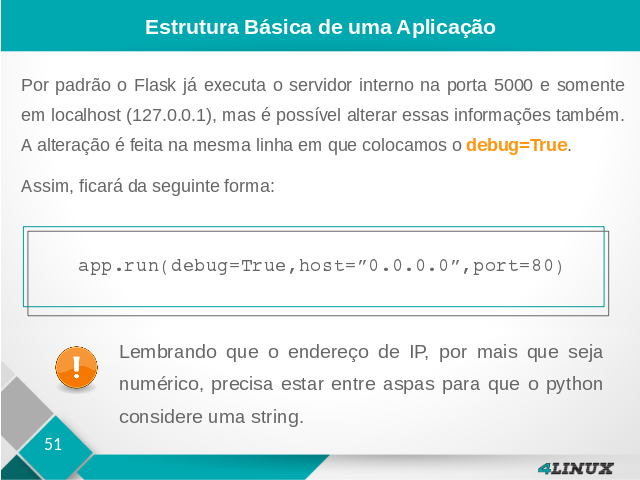 Estrutura Básica de uma Aplicação
Por padrão o Flask já executa o servidor interno na porta 5000 e somente
em localhost (127.0.0.1), mas é possível alterar essas informações também.
A alteração é feita na mesma linha em que colocamos o debug=True.
Assim, ficará da seguinte forma:
app.run(debug=True,host=”0.0.0.0”,port=80)
Lembrando que o endereço de IP, por mais que seja
numérico, precisa estar entre aspas para que o python
considere uma string.
51
4LINUX